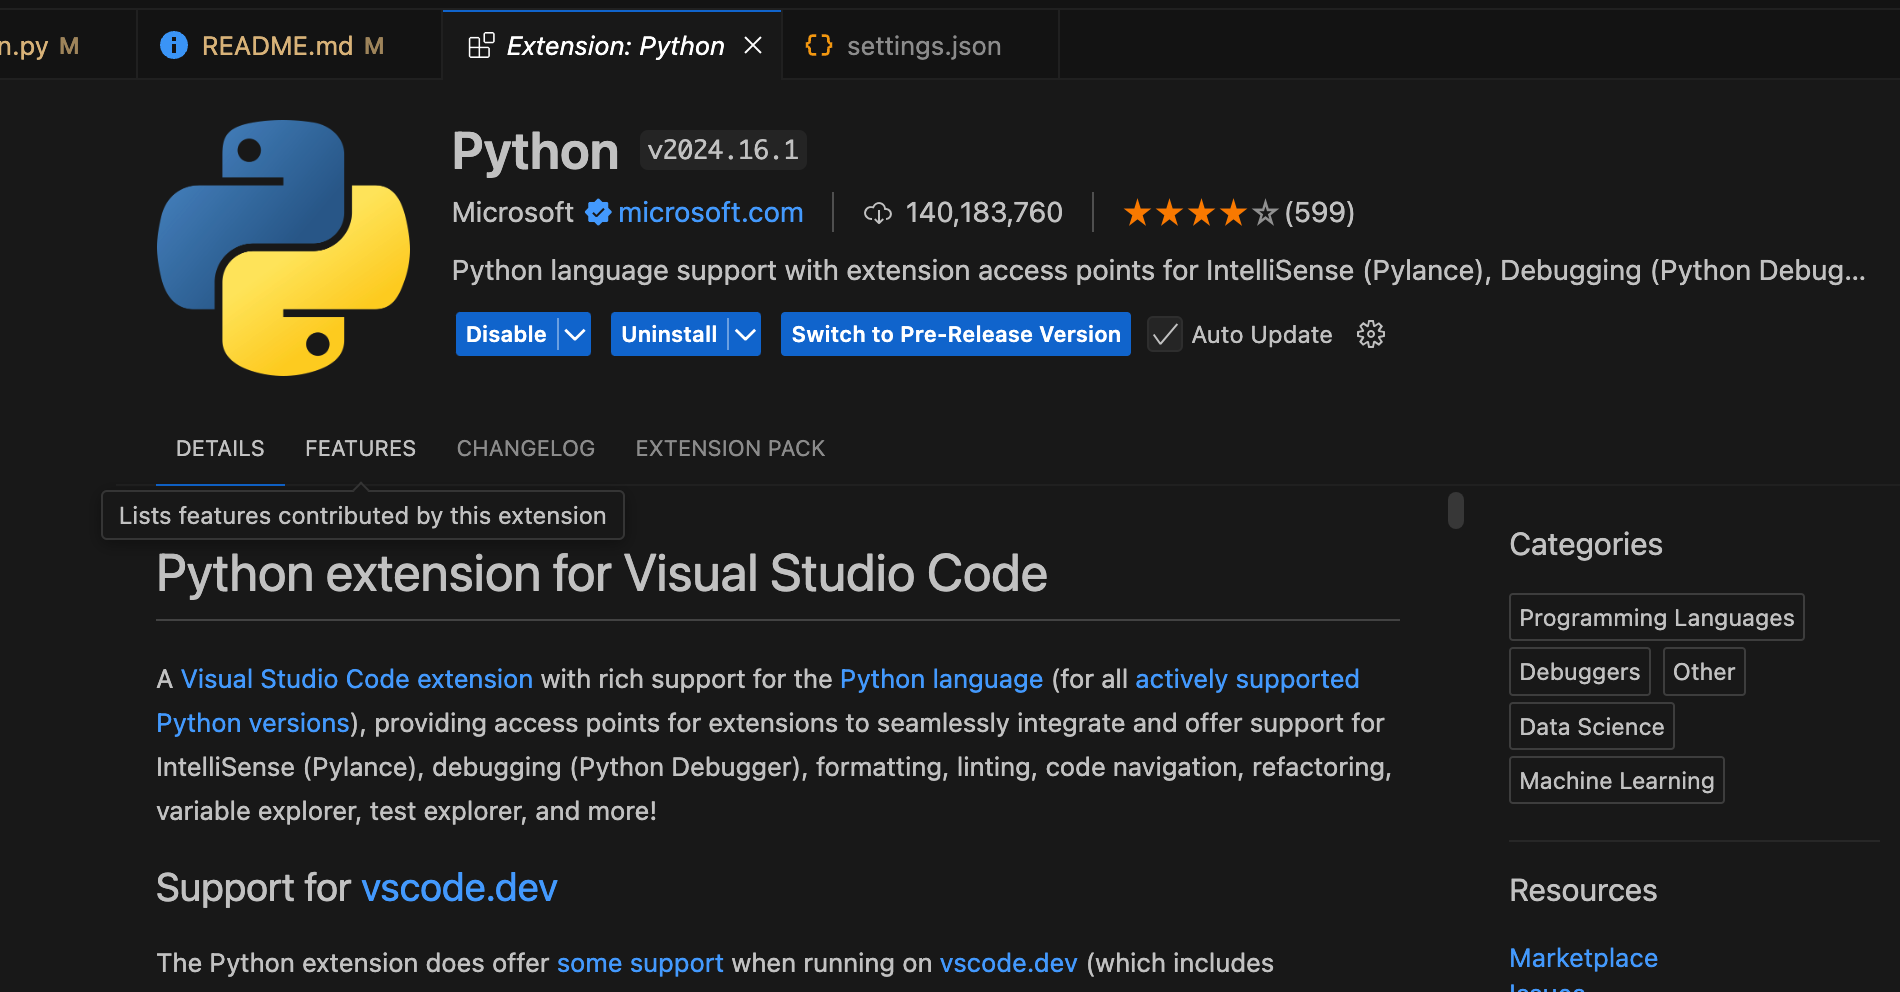 n.py M
README.md M
Extension: Python
settings.json
Python v2024.16.1
Microsoft microsoft.com 140,183,760 (599)
Python language support with extension access points for IntelliSense (Pylance), Debugging (Python Debug...
Disable Uninstall Switch to Pre-Release Version Auto Update
DETAILS FEATURES CHANGELOG EXTENSION PACK
Lists features contributed by this extension
Python extension for Visual Studio Code
A Visual Studio Code extension with rich support for the Python language (for all actively supported
Python versions), providing access points for extensions to seamlessly integrate and offer support for
IntelliSense (Pylance), debugging (Python Debugger), formatting, linting, code navigation, refactoring,
variable explorer, test explorer, and more!
Support for vscode.dev
The Python extension does offer some support when running on vscode.dev (which includes
Categories
Programming Languages
Debuggers Other
Data Science
Machine Learning
Resources
Marketplace